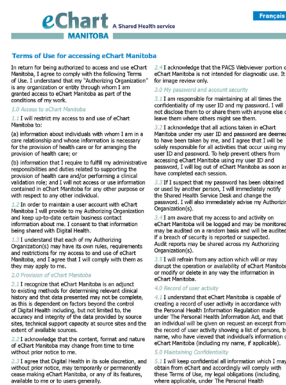 Français
eChart
MANITOBA
A Shared Health service
Terms of Use for accessing eChart Manitoba
In return for being authorized to access and use eChart
Manitoba, I agree to comply with the following Terms
of Use. I understand that my "Authorizing Organization"
is any organization or entity through whom I am
granted access to eChart Manitoba as part of the
conditions of my work.
1.0 Access to eChart Manitoba
1.1 I will restrict my access to and use of eChart
Manitoba to:
(a) information about individuals with whom I am in a
care relationship and whose information is necessary
for the provision of health care or for arranging the
provision of health care; or
(b) information that I require to fulfill my administrative
responsibilities and duties related to supporting the
provision of health care and/or performing a clinical
validation role; and I will not access or use information
contained in eChart Manitoba for any other purpose or
with respect to any other individual.
1.2 In order to maintain a user account with eChart
Manitoba I will provide to my Authorizing Organization
and keep up-to-date certain business contact
information about me. I consent to that information
being shared with Digital Health.
1.3 I understand that each of my Authorizing
Organization(s) may have its own rules, requirements
and restrictions for my access to and use of eChart
Manitoba, and I agree that I will comply with them as
they may apply to me.
2.0 Provision of eChart Manitoba
2.1 I recognize that eChart Manitoba is an adjunct
to existing methods for determining relevant clinical
history and that data presented may not be complete,
as this is dependent on factors beyond the control
of Digital Health, including, but not limited to, the
accuracy and integrity of the data provided by source
sites, technical support capacity at source sites and the
extent of available sources.
2.2 I acknowledge that the content, format and nature
of eChart Manitoba may change from time to time
without prior notice to me.
2.3 I agree that Digital Health in its sole discretion, and
without prior notice, may temporarily or permanently
cease making eChart Manitoba, or any of its features,
available to me or to users generally.
2.4 I acknowledge that the PACS Webviewer portion of
eChart Manitoba is not intended for diagnostic use. It is
for image review only.
3.0 My password and account security
3.1 I am responsible for maintaining at all times the
confidentiality of my user ID and my password. I will
not disclose them to or share them with anyone else or
leave them where others might see them.
3.2 I acknowledge that all actions taken in eChart
Manitoba under my user ID and password are deemed
to have been taken by me, and I agree that I will be
solely responsible for all activities that occur using my
user ID and password. To help prevent others from
accessing eChart Manitoba using my user ID and
password, I will log out of eChart Manitoba as soon as I
have completed each session.
3.3 If I suspect that my password has been obtained
or used by another person, I will immediately notify
the Shared Health Service Desk and change the
password. I will also immediately advise my Authorizing
Organization(s).
3.4 I am aware that my access to and activity on
eChart Manitoba will be logged and may be monitored,
may be audited on a random basis and will be audited
if a breach of security is reported or suspected.
Audit reports may be shared across my Authorizing
Organization(s).
3.5 I will refrain from any action which will or may
disrupt the operation or availability of eChart Manitoba
or modify or delete in any way the information in
eChart Manitoba.
4.0 Record of user activity
4.1 I understand that eChart Manitoba is capable of
creating a record of user activity in accordance with
the Personal Health Information Regulation made
under The Personal Health Information Act, and that
an individual will be given on request an extract from
the record of user activity showing a list of persons, by
name, who have viewed that individual's information in
eChart Manitoba.
5.0 Maintaining Confidentiality
5.1 I will keep confidential all information which I may
obtain from eChart and accordingly will comply with
these Terms of Use, my legal obligations (including,
where applicable, under The Personal Health